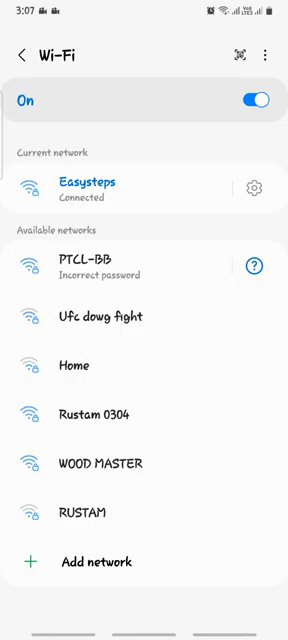 3:07
Wi-Fi
On
Current network
Easysteps
Connected
Available networks
PTCL-BB
Incorrect password
Ufc dowg fight
Home
Rustam 0304
WOOD MASTER
RUSTAM
Add network